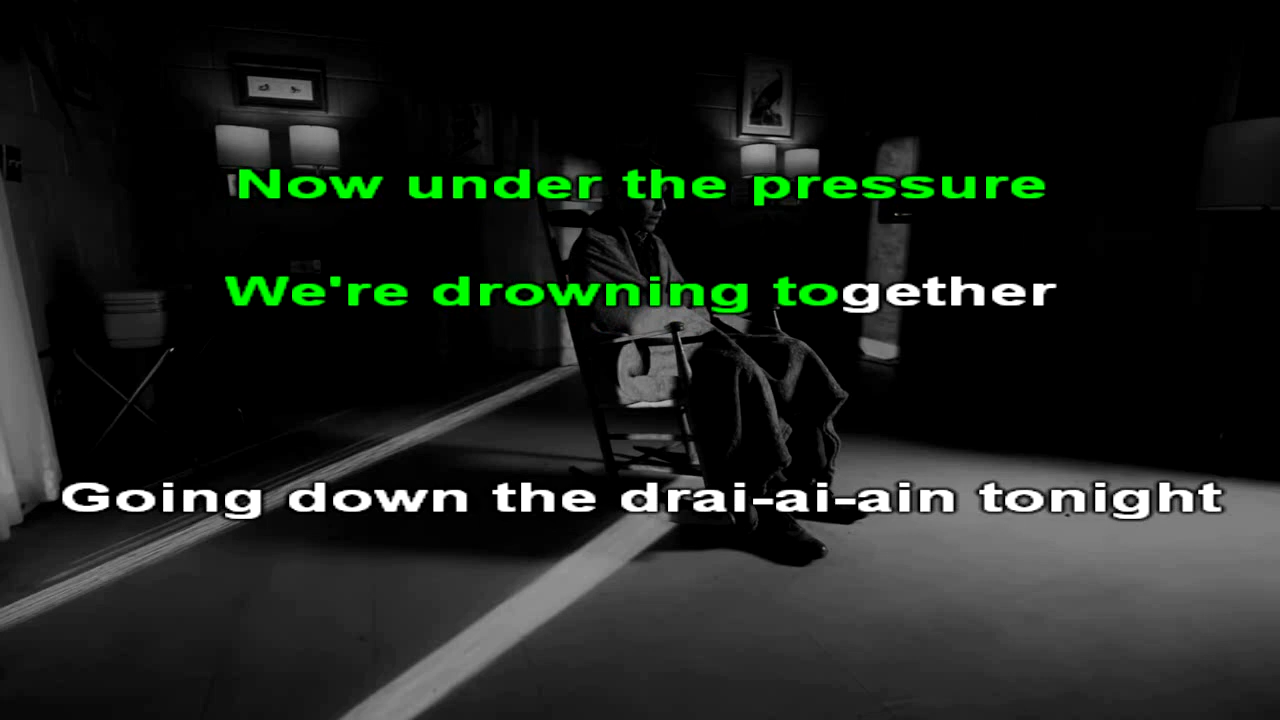 Now under the pressure
We're drowning together
Going down the drai-ai-ain tonight